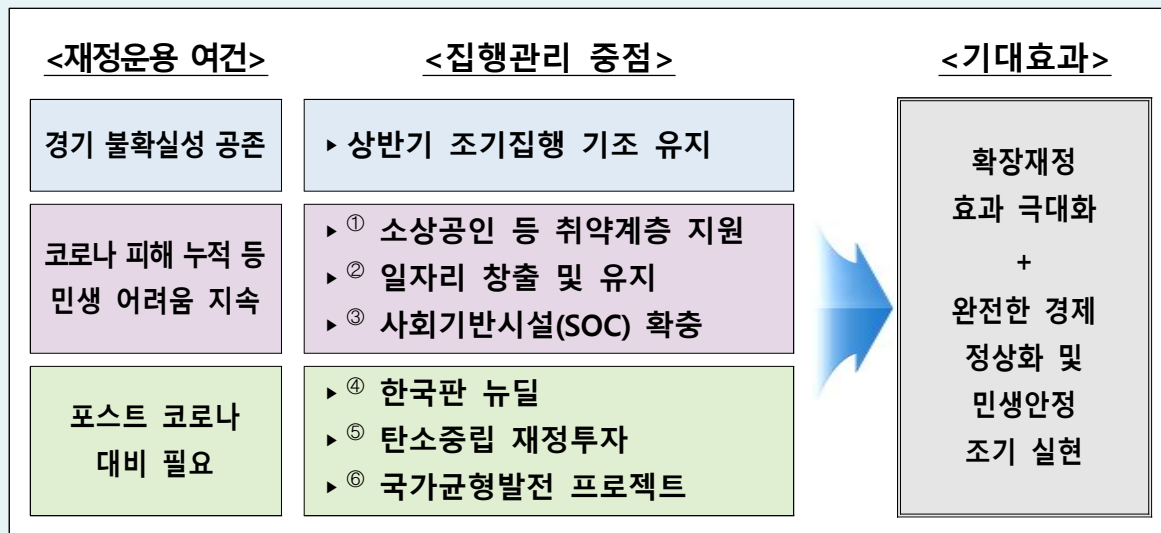 <재정운용 여건>
경기 불확실성 공존
코로나 피해 누적 등
민생 어려움 지속
포스트 코로나
대비 필요
<집행관리 중점>
▸ 상반기 조기집행 기조 유지
▸ ① 소상공인 등 취약계층 지원
▸ ② 일자리 창출 및 유지
▸ ③ 사회기반시설(SOC) 확충
▸ ④ 한국판 뉴딜
▸ ⑤ 탄소중립 재정투자
▸ ⑥ 국가균형발전 프로젝트
<기대효과>
확장재정
효과 극대화
+
완전한 경제
정상화 및
민생안정
조기 실현